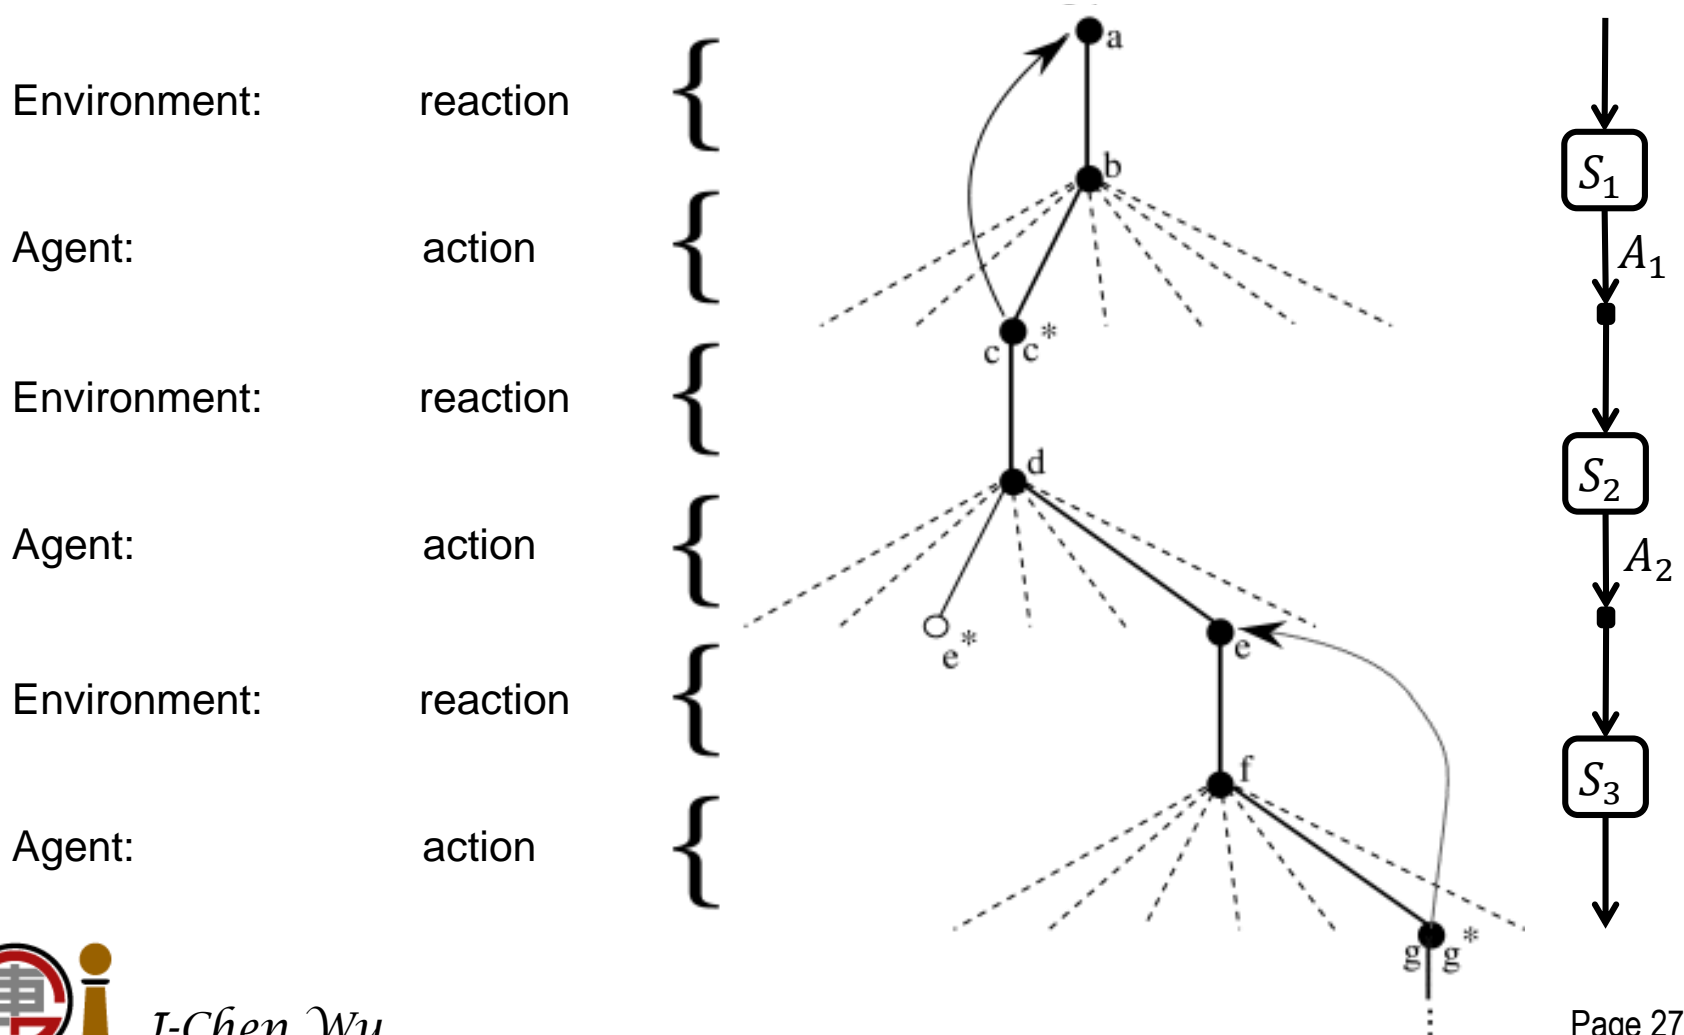 a
Environment: reaction
b
S₁
Agent: action
A₁
c c*
Environment: reaction
d
S₂
Agent: action
A₂
e*
e
Environment: reaction
f
S₃
Agent: action
g g*
I-Chen Wu
Page 27